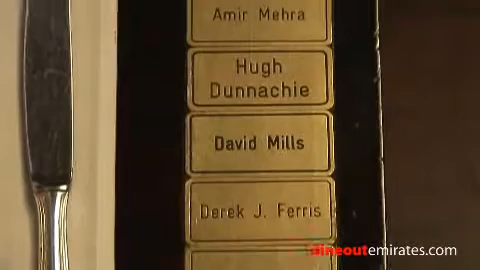 Amir Mehra
Hugh
Dunnachie
David Mills
Derek J. Ferris
dineoutemirates.com